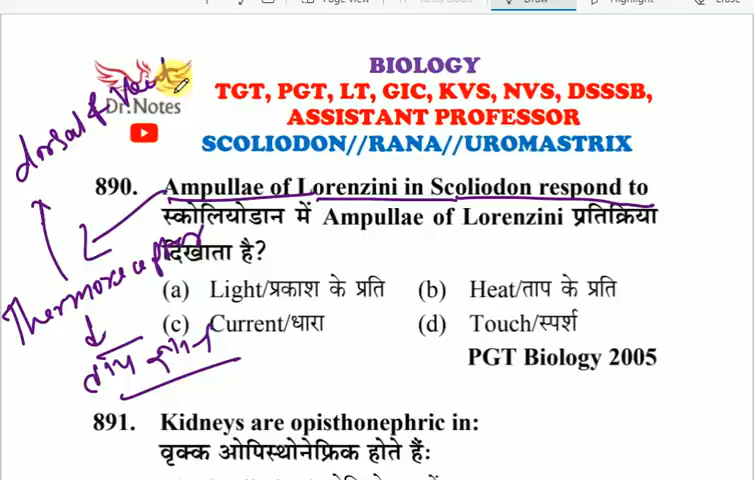 Page View
Read Aloud
Draw
Highlight
Erase
BIOLOGY
TGT, PGT, LT, GIC, KVS, NVS, DSSSB,
ASSISTANT PROFESSOR
SCOLIODON//RANA//UROMASTRIX
Dr.Notes
dorsal &
890. Ampullae of Lorenzini in Scoliodon respond to
स्कोलियोडान में Ampullae of Lorenzini प्रतिक्रिया
दिखाता है?
(a) Light/प्रकाश के प्रति (b) Heat/ताप के प्रति
(c) Current/धारा (d) Touch/स्पर्श
PGT Biology 2005
891. Kidneys are opisthonephric in:
वृक्क ओपिस्थोनेफ्रिक होते हैं: